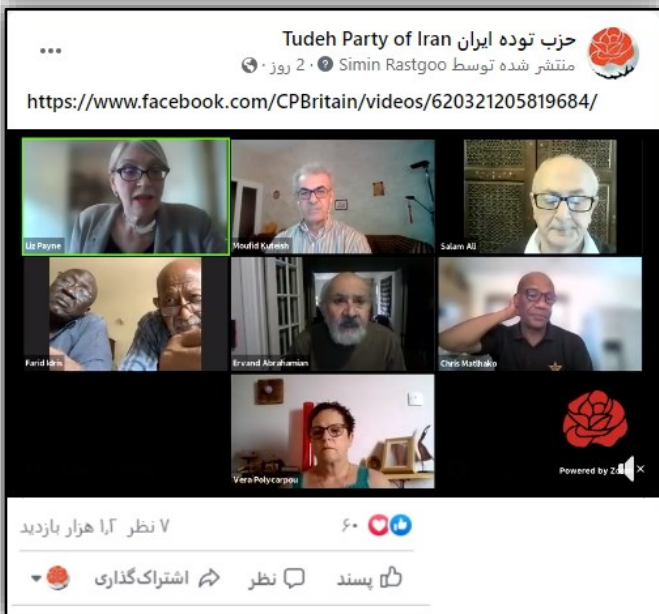 حزب توده ایران Tudeh Party of Iran
منتشر شده توسط Simin Rastgoo · 2 روز ·
https://www.facebook.com/CPBritain/videos/620321205819684/
Liz Payne
Moufid Kuteish
Salam Ali
Farid Idris
Ervand Abrahamian
Chris Matlhako
Vera Polycarpou
Powered by Zoom
۶۰
۷ نظر ۱٫۲ هزار بازدید
پسند
نظر
اشتراک‌گذاری